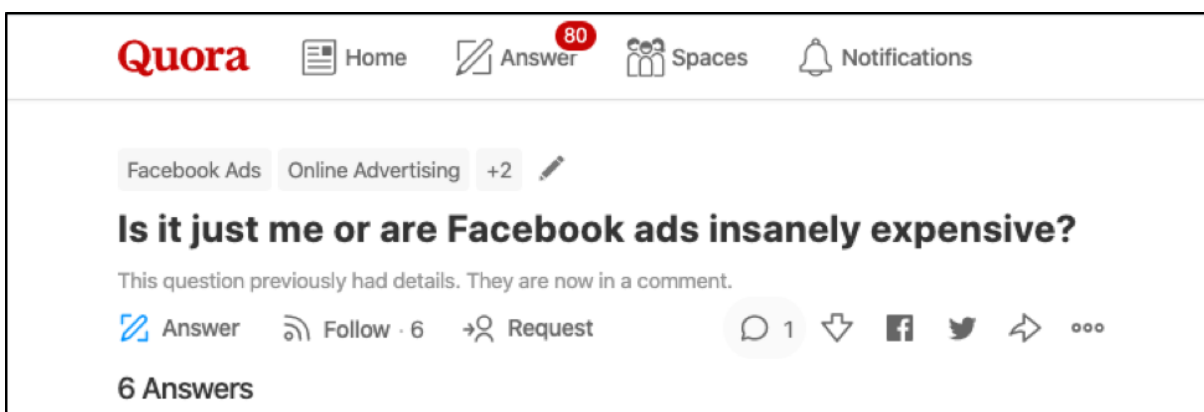 Quora Home Answer 80 Spaces Notifications
Facebook Ads Online Advertising +2
Is it just me or are Facebook ads insanely expensive?
This question previously had details. They are now in a comment.
Answer Follow · 6 Request 1
6 Answers